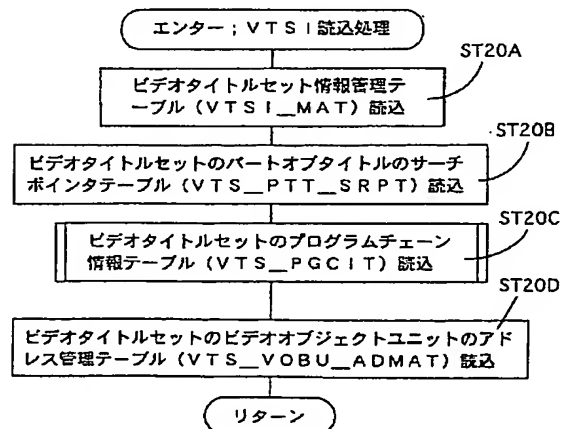 エンター；ＶＴＳＩ読込処理
ST20A
ビデオタイトルセット情報管理テ
ーブル（ＶＴＳＩ＿ＭＡＴ）読込
ST20B
ビデオタイトルセットのパートオブタイトルのサーチ
ポインタテーブル（ＶＴＳ＿ＰＴＴ＿ＳＲＰＴ）読込
ST20C
ビデオタイトルセットのプログラムチェーン
情報テーブル（ＶＴＳ＿ＰＧＣＩＴ）読込
ST20D
ビデオタイトルセットのビデオオブジェクトユニットのアド
レス管理テーブル（ＶＴＳ＿ＶＯＢＵ＿ＡＤＭＡＴ）読込
リターン